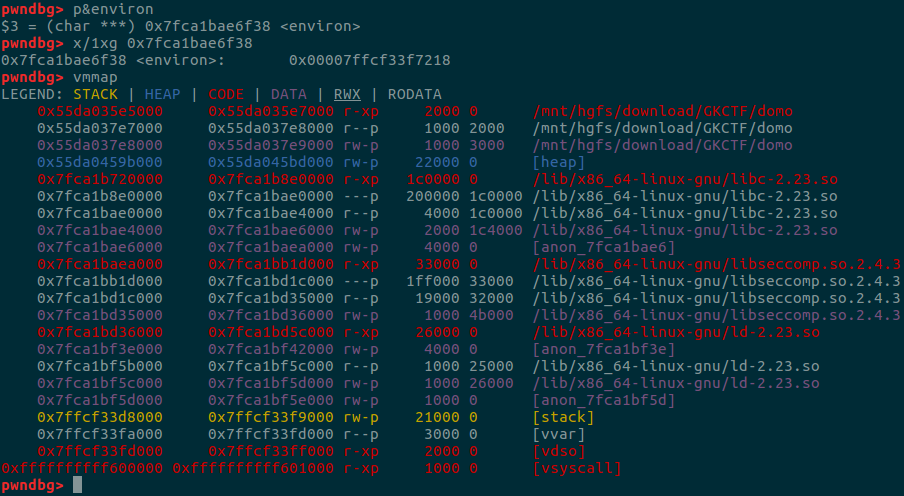 pwndbg> p&environ
$3 = (char ***) 0x7fca1bae6f38 <environ>
pwndbg> x/1xg 0x7fca1bae6f38
0x7fca1bae6f38 <environ>:        0x00007ffcf33f7218
pwndbg> vmmap
LEGEND: STACK | HEAP | CODE | DATA | RWX | RODATA
    0x55da035e5000     0x55da035e7000 r-xp     2000 0      /mnt/hgfs/download/GKCTF/domo
    0x55da037e7000     0x55da037e8000 r--p     1000 2000   /mnt/hgfs/download/GKCTF/domo
    0x55da037e8000     0x55da037e9000 rw-p     1000 3000   /mnt/hgfs/download/GKCTF/domo
    0x55da0459b000     0x55da045bd000 rw-p    22000 0      [heap]
    0x7fca1b720000     0x7fca1b8e0000 r-xp   1c0000 0      /lib/x86_64-linux-gnu/libc-2.23.so
    0x7fca1b8e0000     0x7fca1bae0000 ---p   200000 1c0000 /lib/x86_64-linux-gnu/libc-2.23.so
    0x7fca1bae0000     0x7fca1bae4000 r--p     4000 1c0000 /lib/x86_64-linux-gnu/libc-2.23.so
    0x7fca1bae4000     0x7fca1bae6000 rw-p     2000 1c4000 /lib/x86_64-linux-gnu/libc-2.23.so
    0x7fca1bae6000     0x7fca1baea000 rw-p     4000 0      [anon_7fca1bae6]
    0x7fca1baea000     0x7fca1bb1d000 r-xp    33000 0      /lib/x86_64-linux-gnu/libseccomp.so.2.4.3
    0x7fca1bb1d000     0x7fca1bd1c000 ---p   1ff000 33000  /lib/x86_64-linux-gnu/libseccomp.so.2.4.3
    0x7fca1bd1c000     0x7fca1bd35000 r--p    19000 32000  /lib/x86_64-linux-gnu/libseccomp.so.2.4.3
    0x7fca1bd35000     0x7fca1bd36000 rw-p     1000 4b000  /lib/x86_64-linux-gnu/libseccomp.so.2.4.3
    0x7fca1bd36000     0x7fca1bd5c000 r-xp    26000 0      /lib/x86_64-linux-gnu/ld-2.23.so
    0x7fca1bf3e000     0x7fca1bf42000 rw-p     4000 0      [anon_7fca1bf3e]
    0x7fca1bf5b000     0x7fca1bf5c000 r--p     1000 25000  /lib/x86_64-linux-gnu/ld-2.23.so
    0x7fca1bf5c000     0x7fca1bf5d000 rw-p     1000 26000  /lib/x86_64-linux-gnu/ld-2.23.so
    0x7fca1bf5d000     0x7fca1bf5e000 rw-p     1000 0      [anon_7fca1bf5d]
    0x7ffcf33d8000     0x7ffcf33f9000 rw-p    21000 0      [stack]
    0x7ffcf33fa000     0x7ffcf33fd000 r--p     3000 0      [vvar]
    0x7ffcf33fd000     0x7ffcf33ff000 r-xp     2000 0      [vdso]
0xffffffffff600000 0xffffffffff601000 r-xp     1000 0      [vsyscall]
pwndbg>